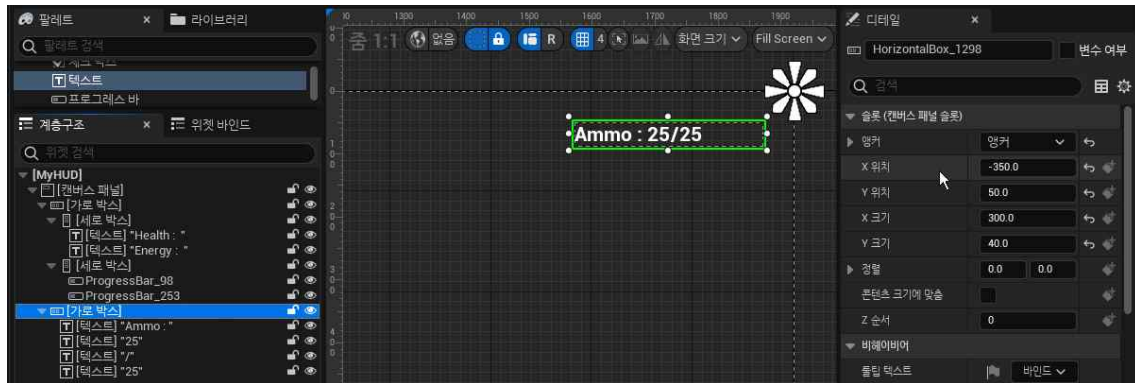 팔레트
라이브러리
팔레트 검색
체크 박스
텍스트
프로그레스 바
계층구조
위젯 바인드
위젯 검색
[MyHUD]
[캔버스 패널]
[가로 박스]
[세로 박스]
[텍스트] "Health : "
[텍스트] "Energy : "
[세로 박스]
ProgressBar_98
ProgressBar_253
[가로 박스]
[텍스트] "Ammo : "
[텍스트] "25"
[텍스트] "/"
[텍스트] "25"
1300 1400 1500 1600 1700 1800 1900
줌 1:1 없음 R 4 화면 크기 Fill Screen
Ammo : 25/25
디테일
HorizontalBox_1298 변수 여부
검색
슬롯 (캔버스 패널 슬롯)
앵커 앵커
X 위치 -350.0
Y 위치 50.0
X 크기 300.0
Y 크기 40.0
정렬 0.0 0.0
콘텐츠 크기에 맞춤
Z 순서 0
비헤이비어
툴팁 텍스트 바인드